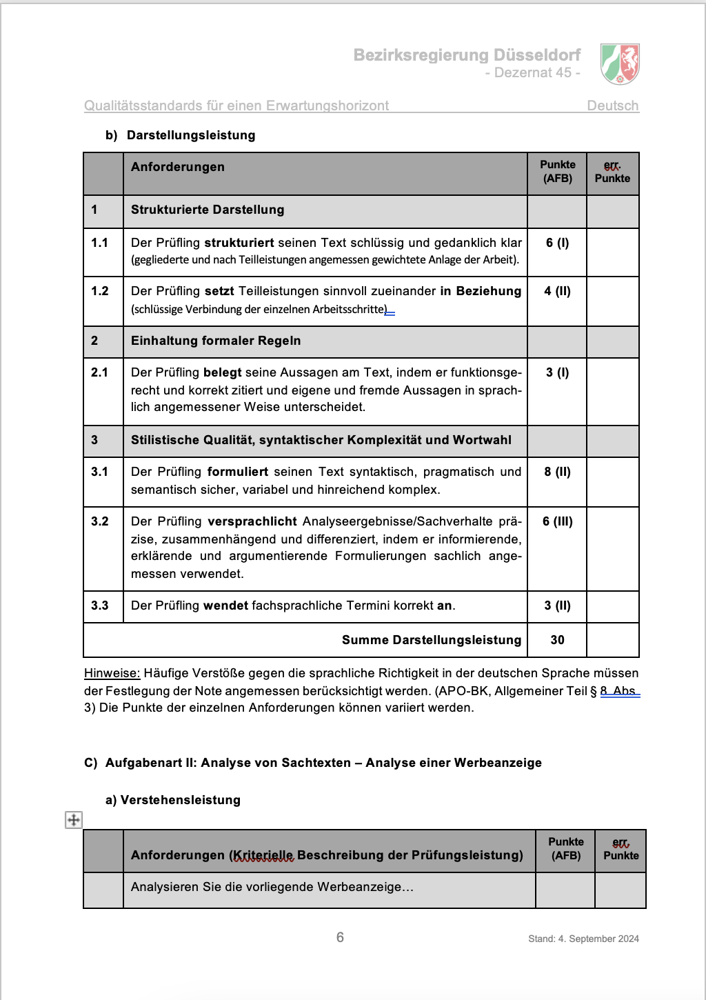 Bezirksregierung Düsseldorf
- Dezernat 45 -
Qualitätsstandards für einen Erwartungshorizont Deutsch
b) Darstellungsleistung
Anforderungen Punkte (AFB) err. Punkte
1 Strukturierte Darstellung
1.1 Der Prüfling strukturiert seinen Text schlüssig und gedanklich klar 6 (I)
(gegliederte und nach Teilleistungen angemessen gewichtete Anlage der Arbeit).
1.2 Der Prüfling setzt Teilleistungen sinnvoll zueinander in Beziehung 4 (II)
(schlüssige Verbindung der einzelnen Arbeitsschritte)
2 Einhaltung formaler Regeln
2.1 Der Prüfling belegt seine Aussagen am Text, indem er funktionsge- 3 (I)
recht und korrekt zitiert und eigene und fremde Aussagen in sprach-
lich angemessener Weise unterscheidet.
3 Stilistische Qualität, syntaktischer Komplexität und Wortwahl
3.1 Der Prüfling formuliert seinen Text syntaktisch, pragmatisch und 8 (II)
semantisch sicher, variabel und hinreichend komplex.
3.2 Der Prüfling versprachlicht Analyseergebnisse/Sachverhalte prä- 6 (III)
zise, zusammenhängend und differenziert, indem er informierende,
erklärende und argumentierende Formulierungen sachlich ange-
messen verwendet.
3.3 Der Prüfling wendet fachsprachliche Termini korrekt an. 3 (II)
Summe Darstellungsleistung 30
Hinweise: Häufige Verstöße gegen die sprachliche Richtigkeit in der deutschen Sprache müssen
der Festlegung der Note angemessen berücksichtigt werden. (APO-BK, Allgemeiner Teil § 8, Abs.
3) Die Punkte der einzelnen Anforderungen können variiert werden.
C) Aufgabenart II: Analyse von Sachtexten – Analyse einer Werbeanzeige
a) Verstehensleistung
Anforderungen (Kriterielle Beschreibung der Prüfungsleistung) Punkte (AFB) err. Punkte
Analysieren Sie die vorliegende Werbeanzeige…
6 Stand: 4. September 2024